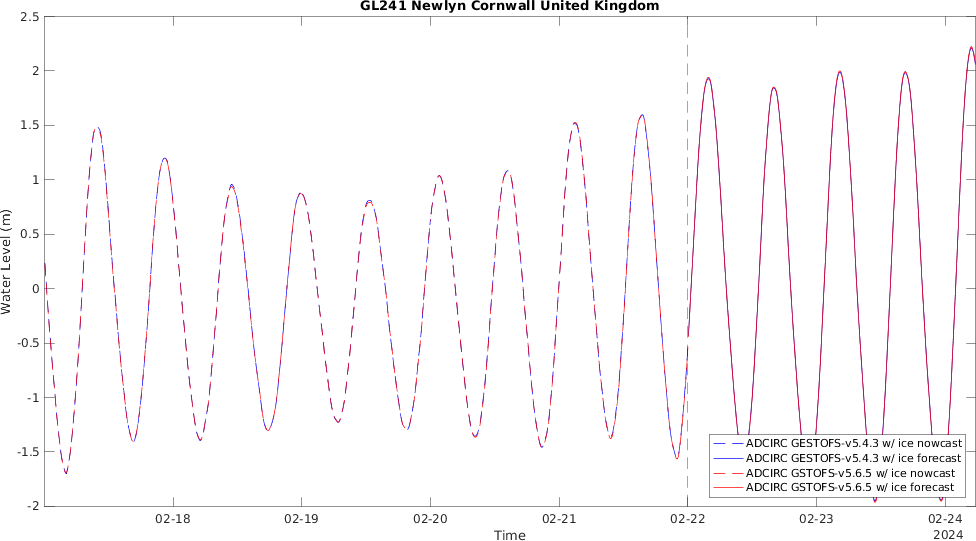 GL241 Newlyn Cornwall United Kingdom
2.5
2
1.5
1
0.5
0
-0.5
-1
-1.5
-2
Water Level (m)
ADCIRC GESTOFS-v5.4.3 w/ ice nowcast
ADCIRC GESTOFS-v5.4.3 w/ ice forecast
ADCIRC GSTOFS-v5.6.5 w/ ice nowcast
ADCIRC GSTOFS-v5.6.5 w/ ice forecast
02-18 02-19 02-20 02-21 02-22 02-23 02-24
2024
Time